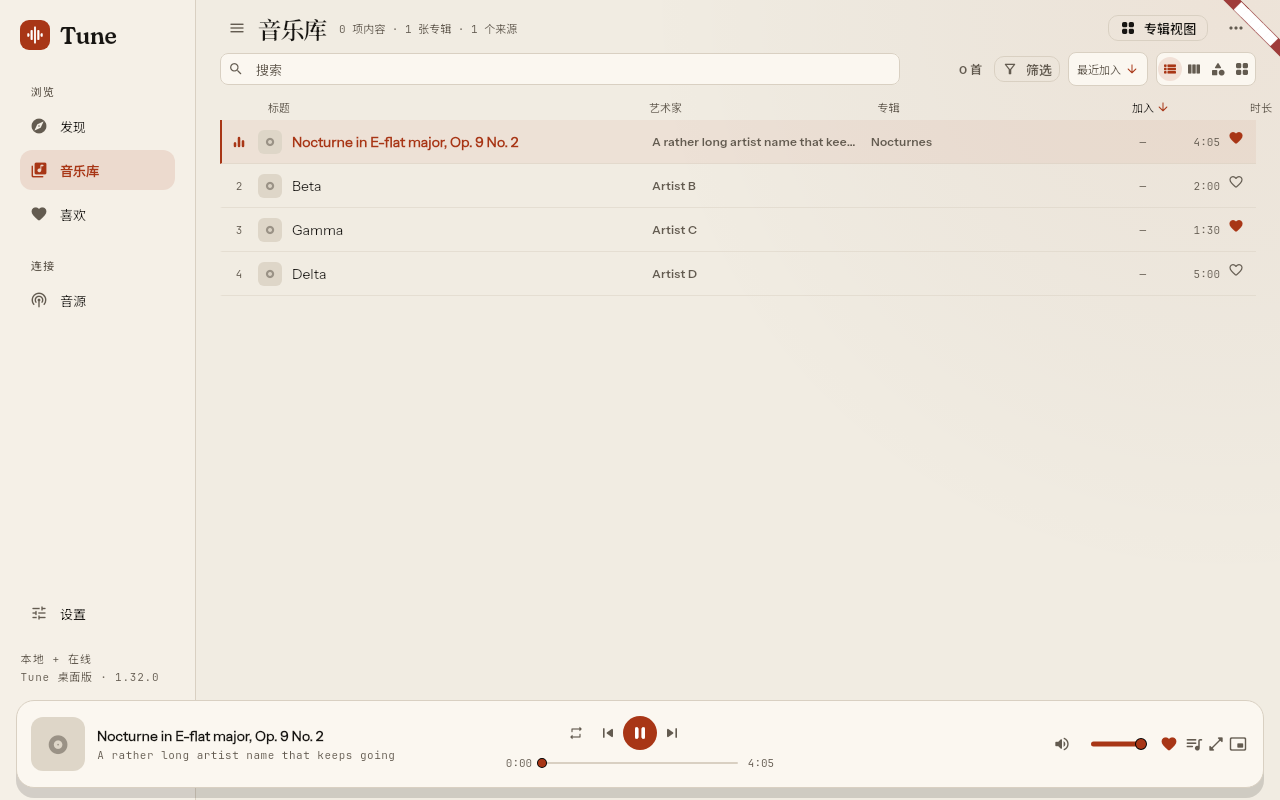 Tune
浏览
发现
音乐库
喜欢
连接
音源
设置
本地 + 在线
Tune 桌面版 · 1.32.0
音乐库 0 项内容 · 1 张专辑 · 1 个来源
专辑视图
搜索
0 首 筛选 最近加入
标题 艺术家 专辑 加入 时长
Nocturne in E-flat major, Op. 9 No. 2 A rather long artist name that kee… Nocturnes — 4:05
2 Beta Artist B — 2:00
3 Gamma Artist C — 1:30
4 Delta Artist D — 5:00
Nocturne in E-flat major, Op. 9 No. 2
A rather long artist name that keeps going
0:00 4:05